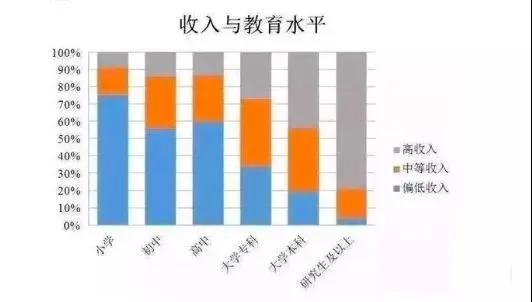 收入与教育水平
100%
90%
80%
70%
60%
50%
40%
30%
20%
10%
0%
小学
初中
高中
大学专科
大学本科
研究生及以上
高收入
中等收入
偏低收入